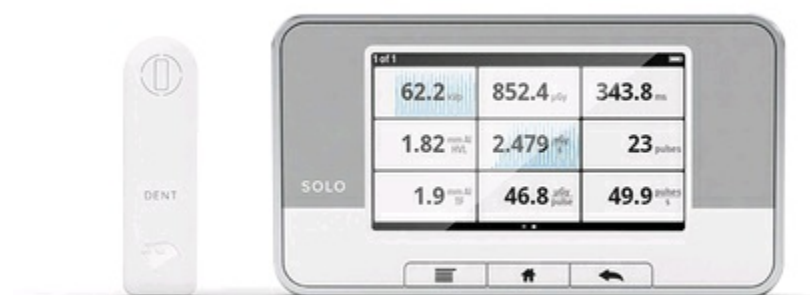 1 of 1
62.2 kVp 852.4 µGy 343.8 ms
1.82 mm Al HVL 2.479 mGy s 23 pulses
SOLO
DENT
1.9 mm Al TF 46.8 µGy pulse 49.9 pulses s